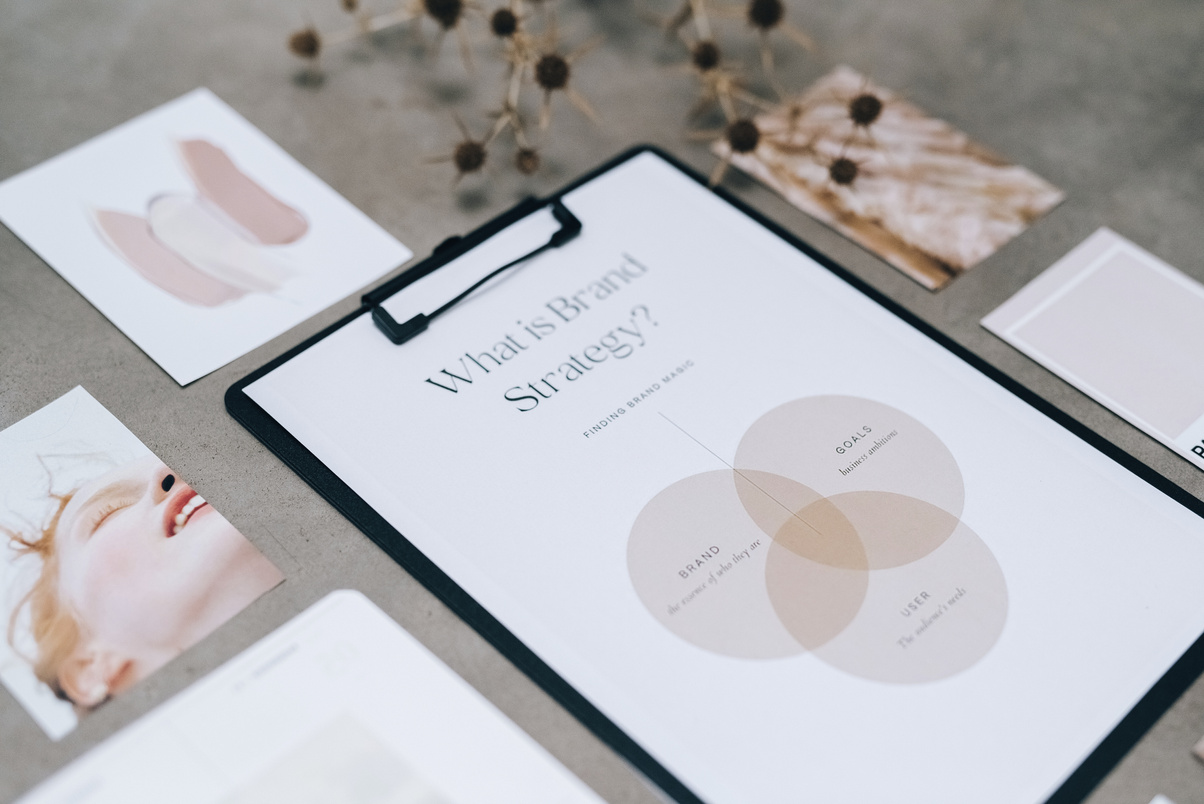 What is Brand
Strategy?
FINDING BRAND MAGIC
GOALS
business ambitions
BRAND
the essence of who they are
USER
The audience's needs